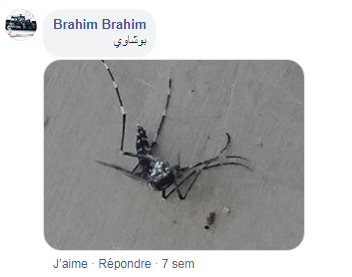 Brahim Brahim
بوشاوي
J’aime · Répondre · 7 sem